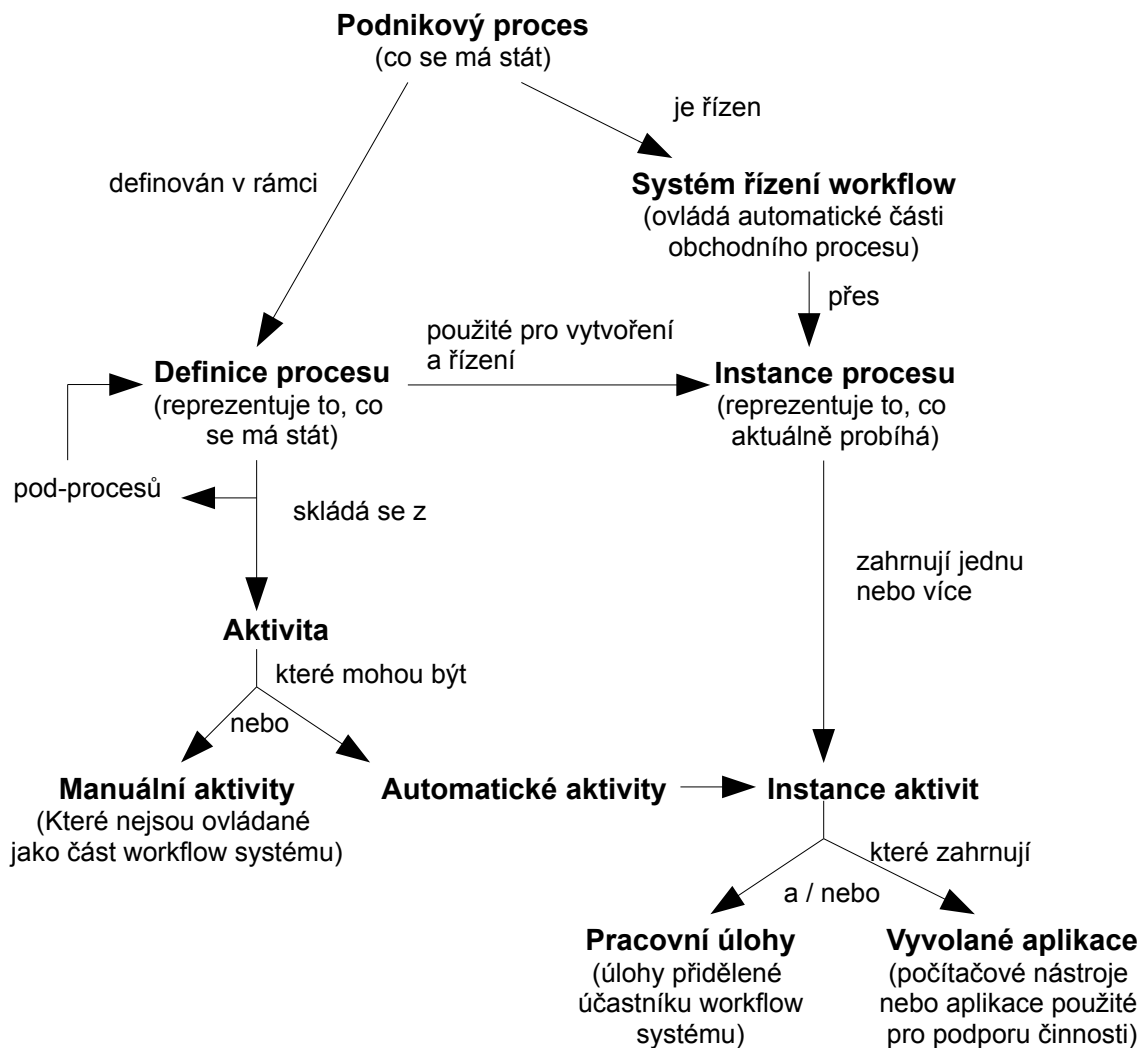 Podnikový proces
(co se má stát)
je řízen
definován v rámci
Systém řízení workflow
(ovládá automatické části
obchodního procesu)
přes
použité pro vytvoření
a řízení
Definice procesu
(reprezentuje to, co
se má stát)
Instance procesu
(reprezentuje to, co
aktuálně probíhá)
pod-procesů
skládá se z
zahrnují jednu
nebo více
Aktivita
které mohou být
nebo
Manuální aktivity
(Které nejsou ovládané
jako část workflow systému)
Automatické aktivity
Instance aktivit
které zahrnují
a / nebo
Pracovní úlohy
(úlohy přidělené
účastníku workflow
systému)
Vyvolané aplikace
(počítačové nástroje
nebo aplikace použité
pro podporu činnosti)